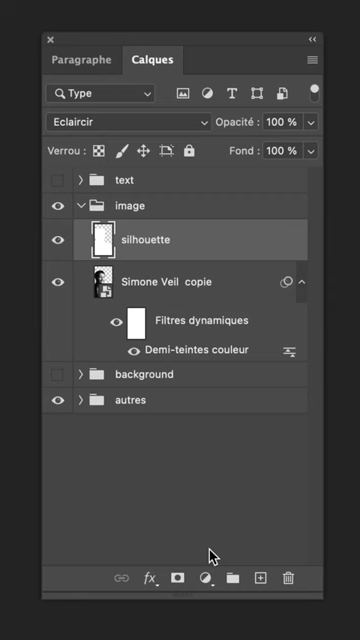 Paragraphe Calques
Type
Eclaircir Opacité : 100 %
Verrou : Fond : 100 %
text
image
silhouette
Simone Veil copie
Filtres dynamiques
Demi-teintes couleur
background
autres
fx